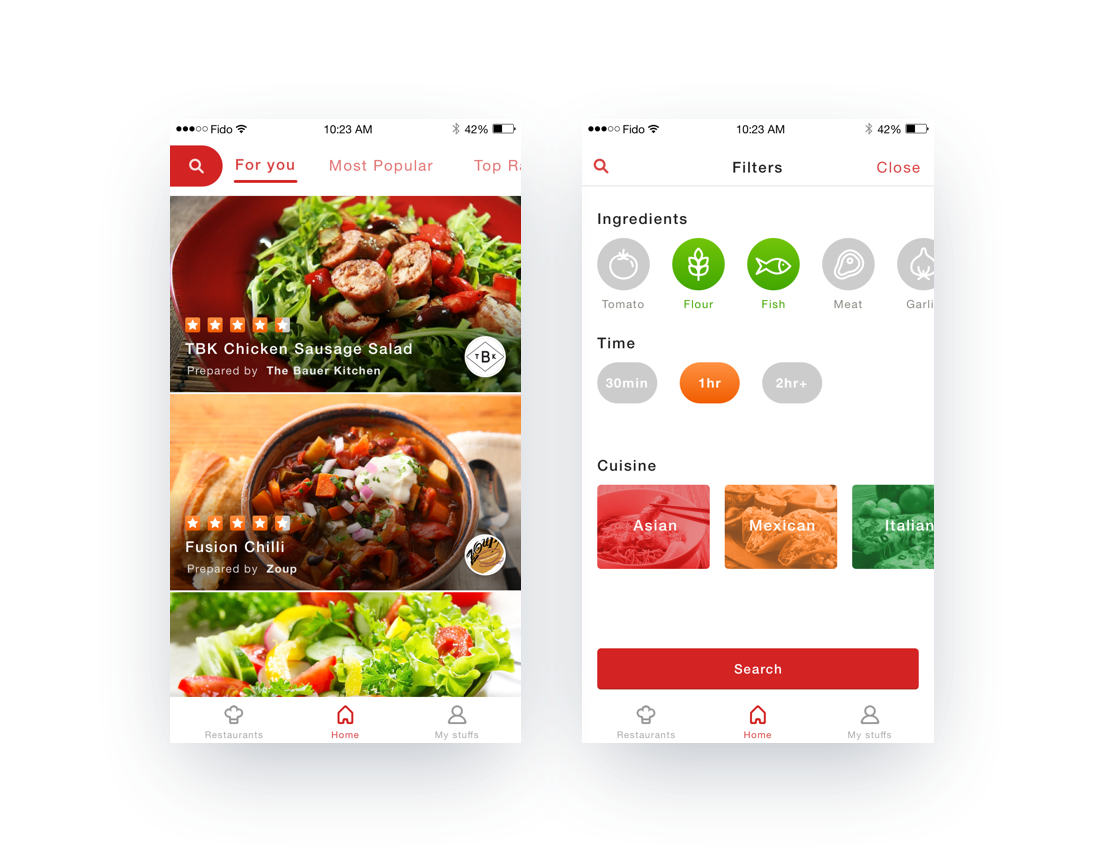 Fido 10:23 AM 42%
For you Most Popular Top Ra
TBK Chicken Sausage Salad
TBK
Prepared by The Bauer Kitchen
Fusion Chilli
Zoup
Prepared by Zoup
Restaurants Home My stuffs
Fido 10:23 AM 42%
Filters Close
Ingredients
Tomato Flour Fish Meat Garli
Time
30min 1hr 2hr+
Cuisine
Asian Mexican Italian
Search
Restaurants Home My stuffs